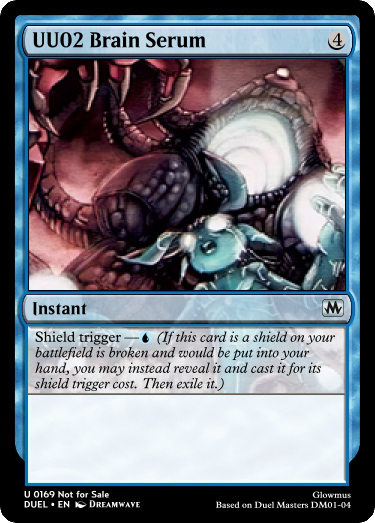 UU02 Brain Serum 4
Instant
Shield trigger — (If this card is a shield on your
battlefield is broken and would be put into your
hand, you may instead reveal it and cast it for its
shield trigger cost. Then exile it.)
U 0169 Not for Sale
DUEL • EN DREAMWAVE
Glowmus
Based on Duel Masters DM01-04